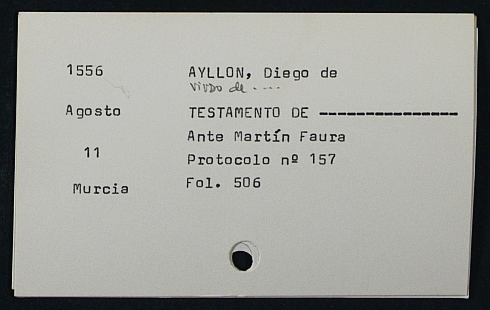 1556
AYLLON, Diego de
viudo de ....
Agosto
TESTAMENTO DE ----------------
11
Ante Martín Faura
Protocolo nº 157
Murcia
Fol. 506